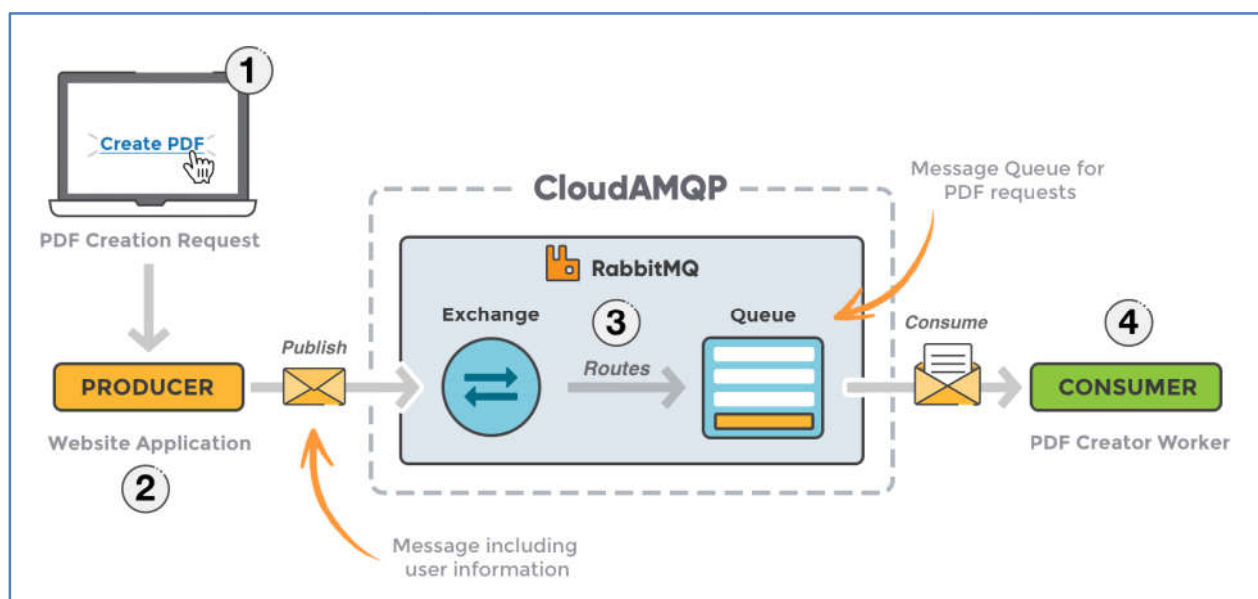 1
Create PDF
PDF Creation Request
PRODUCER
Website Application
2
Publish
Message including
user information
CloudAMQP
RabbitMQ
Exchange
3
Routes
Queue
Message Queue for
PDF requests
Consume
4
CONSUMER
PDF Creator Worker